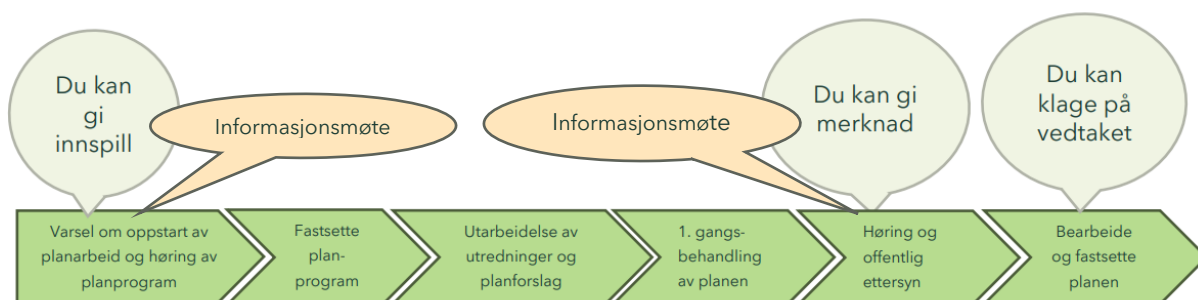 Du kan
gi
innspill
Informasjonsmøte
Informasjonsmøte
Du kan gi
merknad
Du kan
klage på
vedtaket
Varsel om oppstart av
planarbeid og høring av
planprogram
Fastsette
plan-
program
Utarbeidelse av
utredninger og
planforslag
1. gangs-
behandling
av planen
Høring og
offentlig
ettersyn
Bearbeide
og fastsette
planen